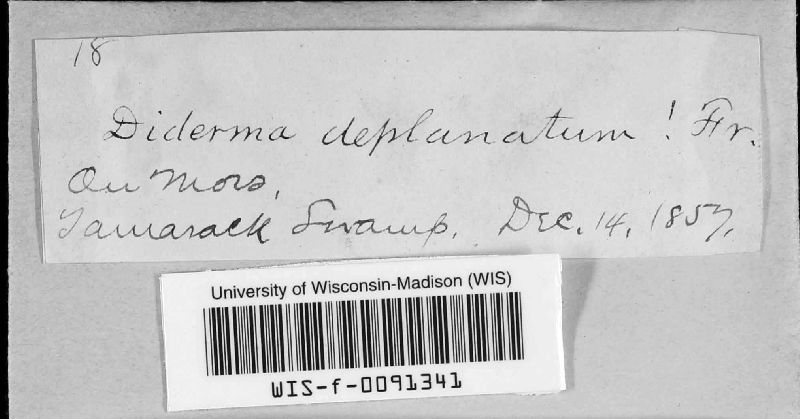 18
Diderma deplanatum ! Fr.
On Moss,
Tamarack Swamp. Dec. 14, 1857.
University of Wisconsin-Madison (WIS)
WIS-f-0091341